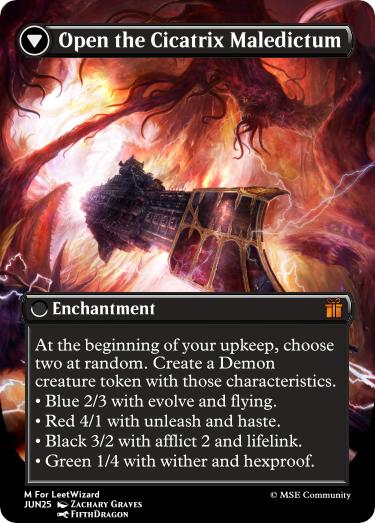 Open the Cicatrix Maledictum
Enchantment
At the beginning of your upkeep, choose
two at random. Create a Demon
creature token with those characteristics.
• Blue 2/3 with evolve and flying.
• Red 4/1 with unleash and haste.
• Black 3/2 with afflict 2 and lifelink.
• Green 1/4 with wither and hexproof.
M For LeetWizard
JUN25 Zachary Graves
FifthDragon
© MSE Community